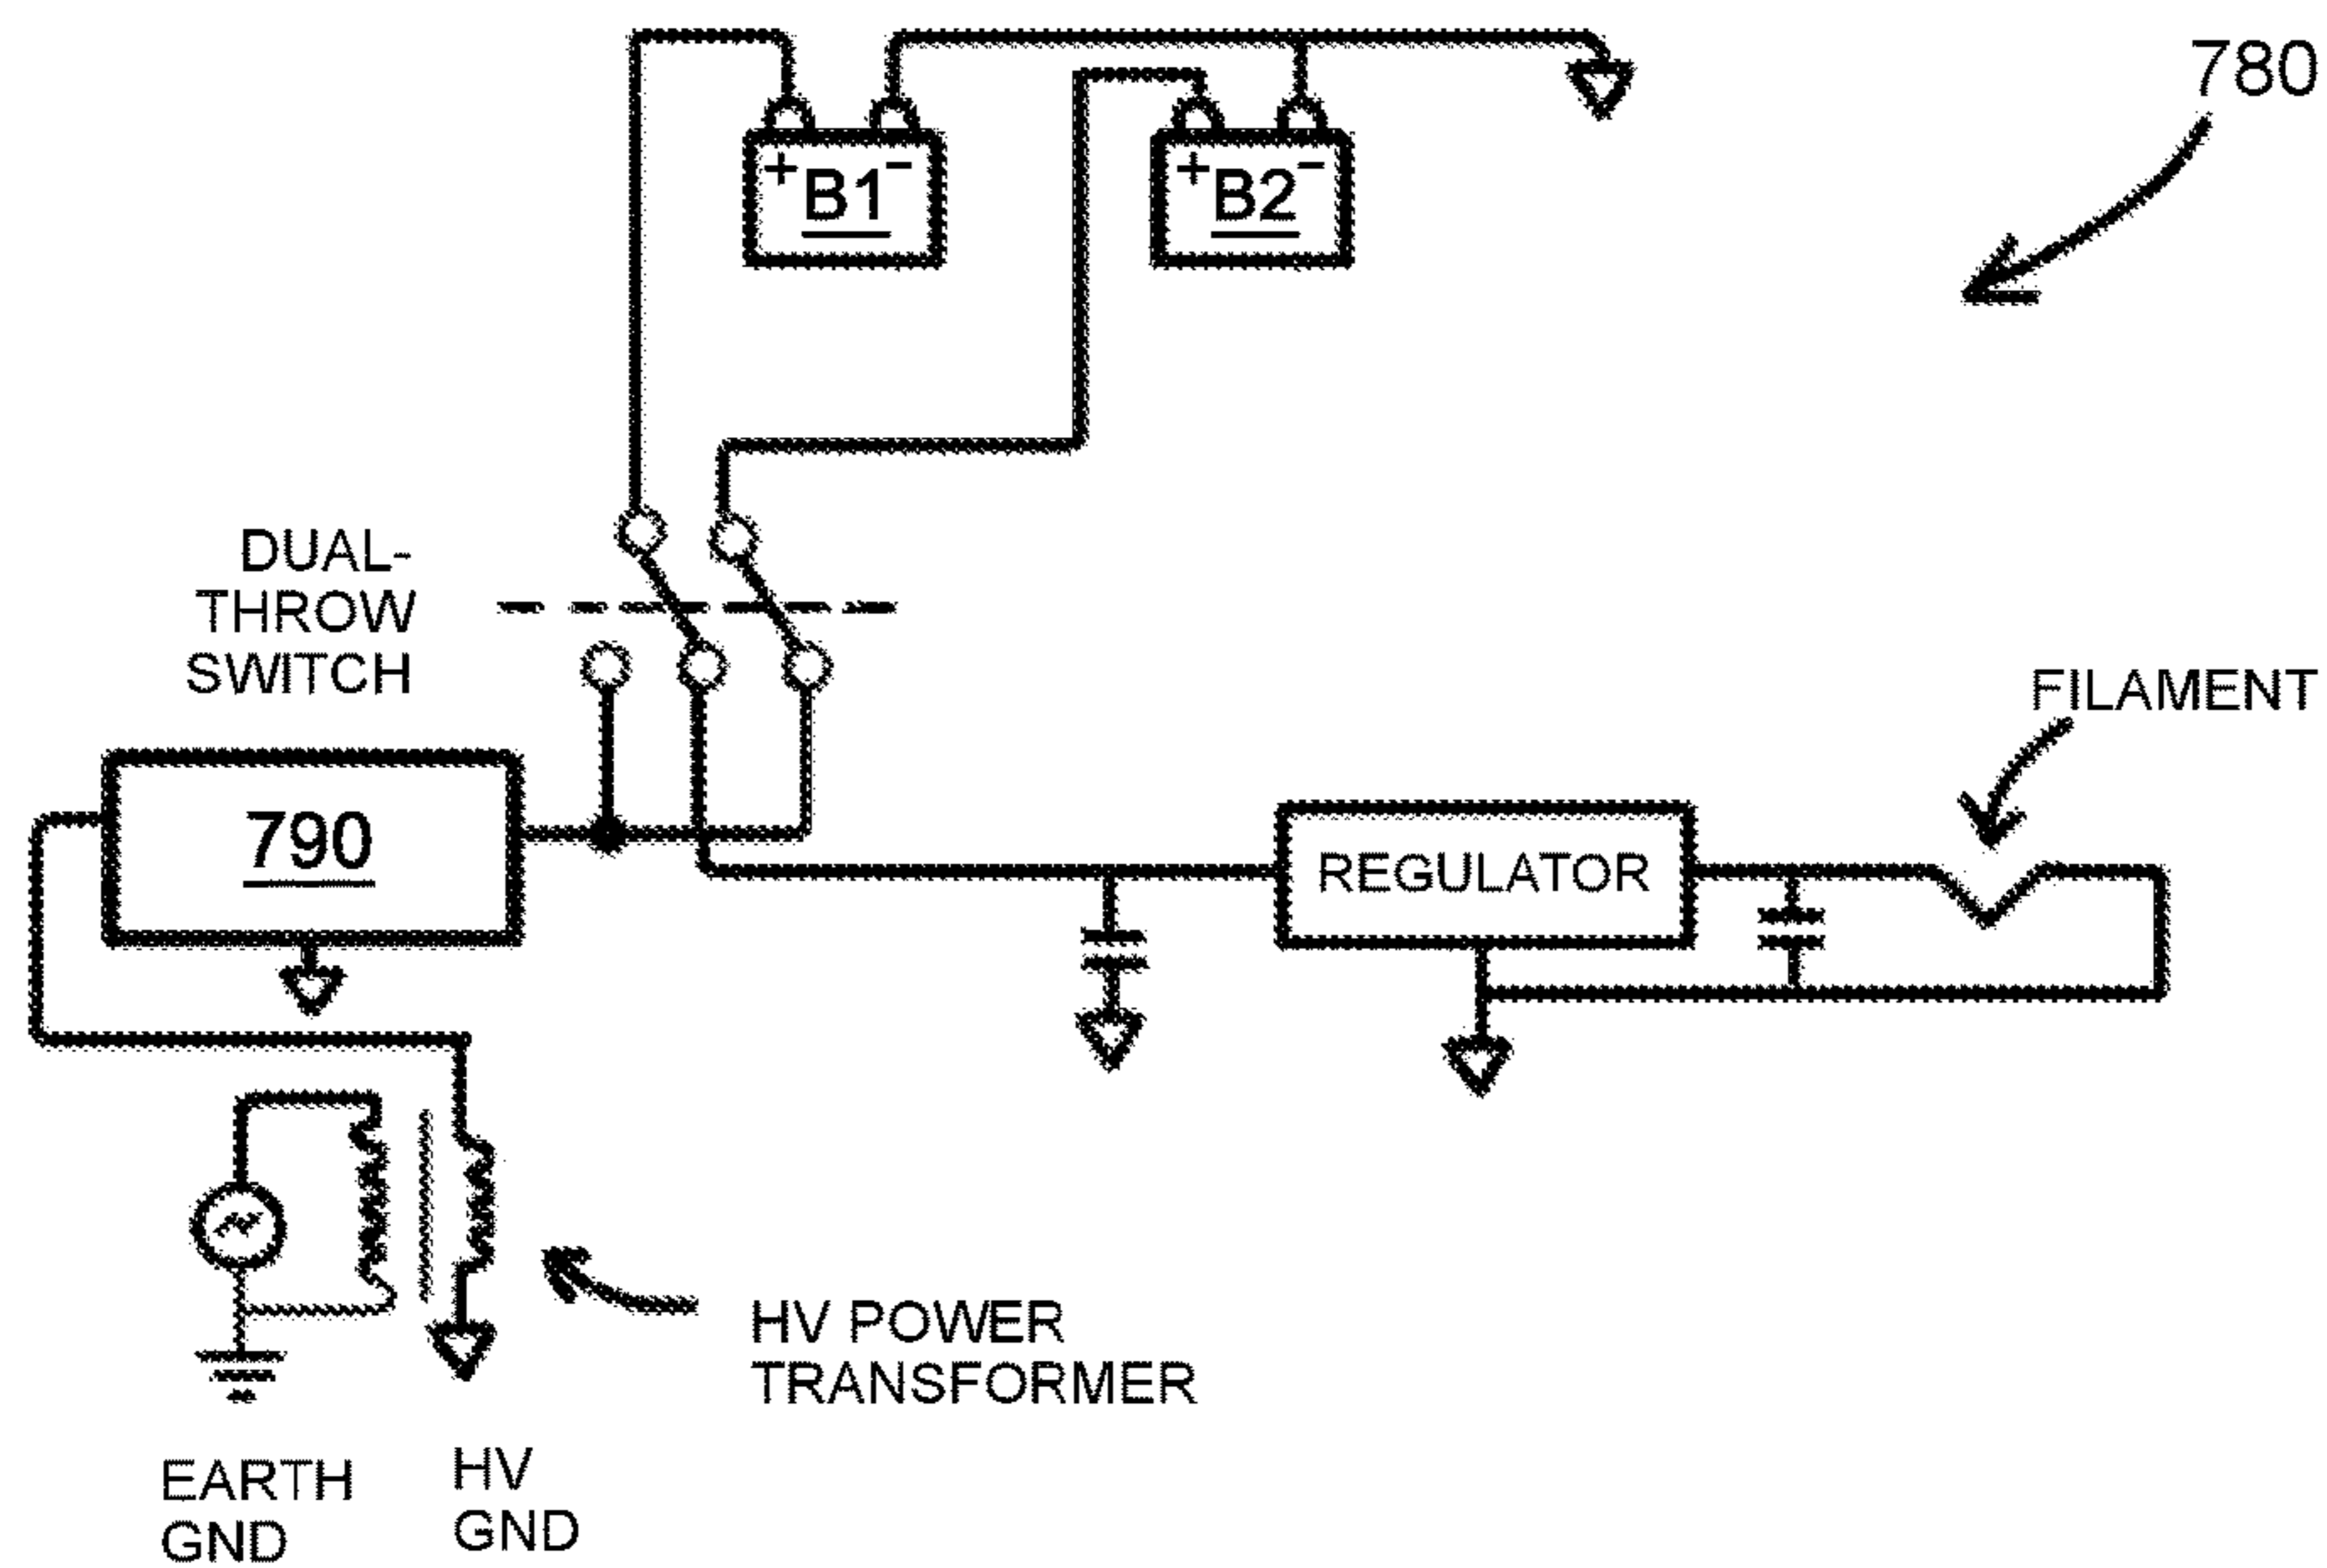 780
+ B1 -
+ B2 -
DUAL-
THROW
SWITCH
FILAMENT
790
REGULATOR
HV POWER
TRANSFORMER
EARTH
GND
HV
GND